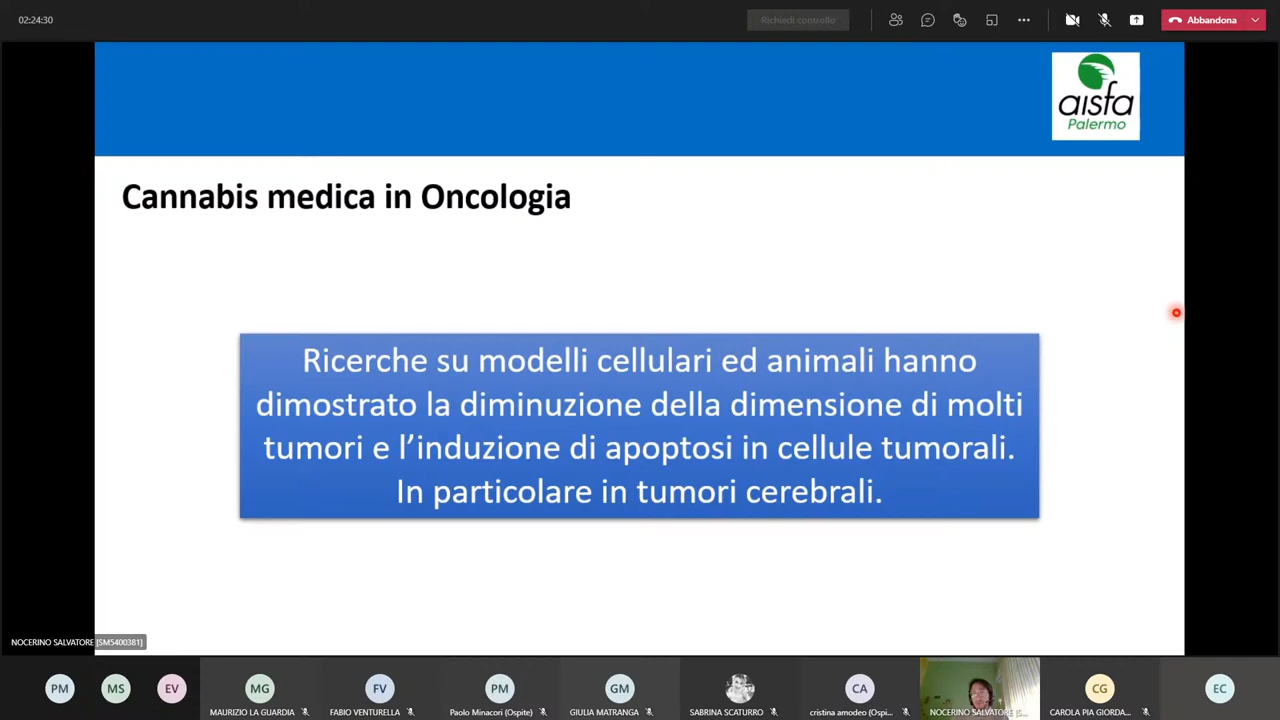 02:24:30
Richiedi controllo
Abbandona
aisfa
Palermo
Cannabis medica in Oncologia
Ricerche su modelli cellulari ed animali hanno
dimostrato la diminuzione della dimensione di molti
tumori e l’induzione di apoptosi in cellule tumorali.
In particolare in tumori cerebrali.
NOCERINO SALVATORE [SM5400381]
PM
MS
EV
MG
FV
PM
GM
CA
CG
EC
MAURIZIO LA GUARDIA
FABIO VENTURELLA
Paolo Minacori (Ospite)
GIULIA MATRANGA
SABRINA SCATURRO
cristina amodeo (Ospi...
NOCERINO SALVATORE [S...
CAROLA PIA GIORDA...